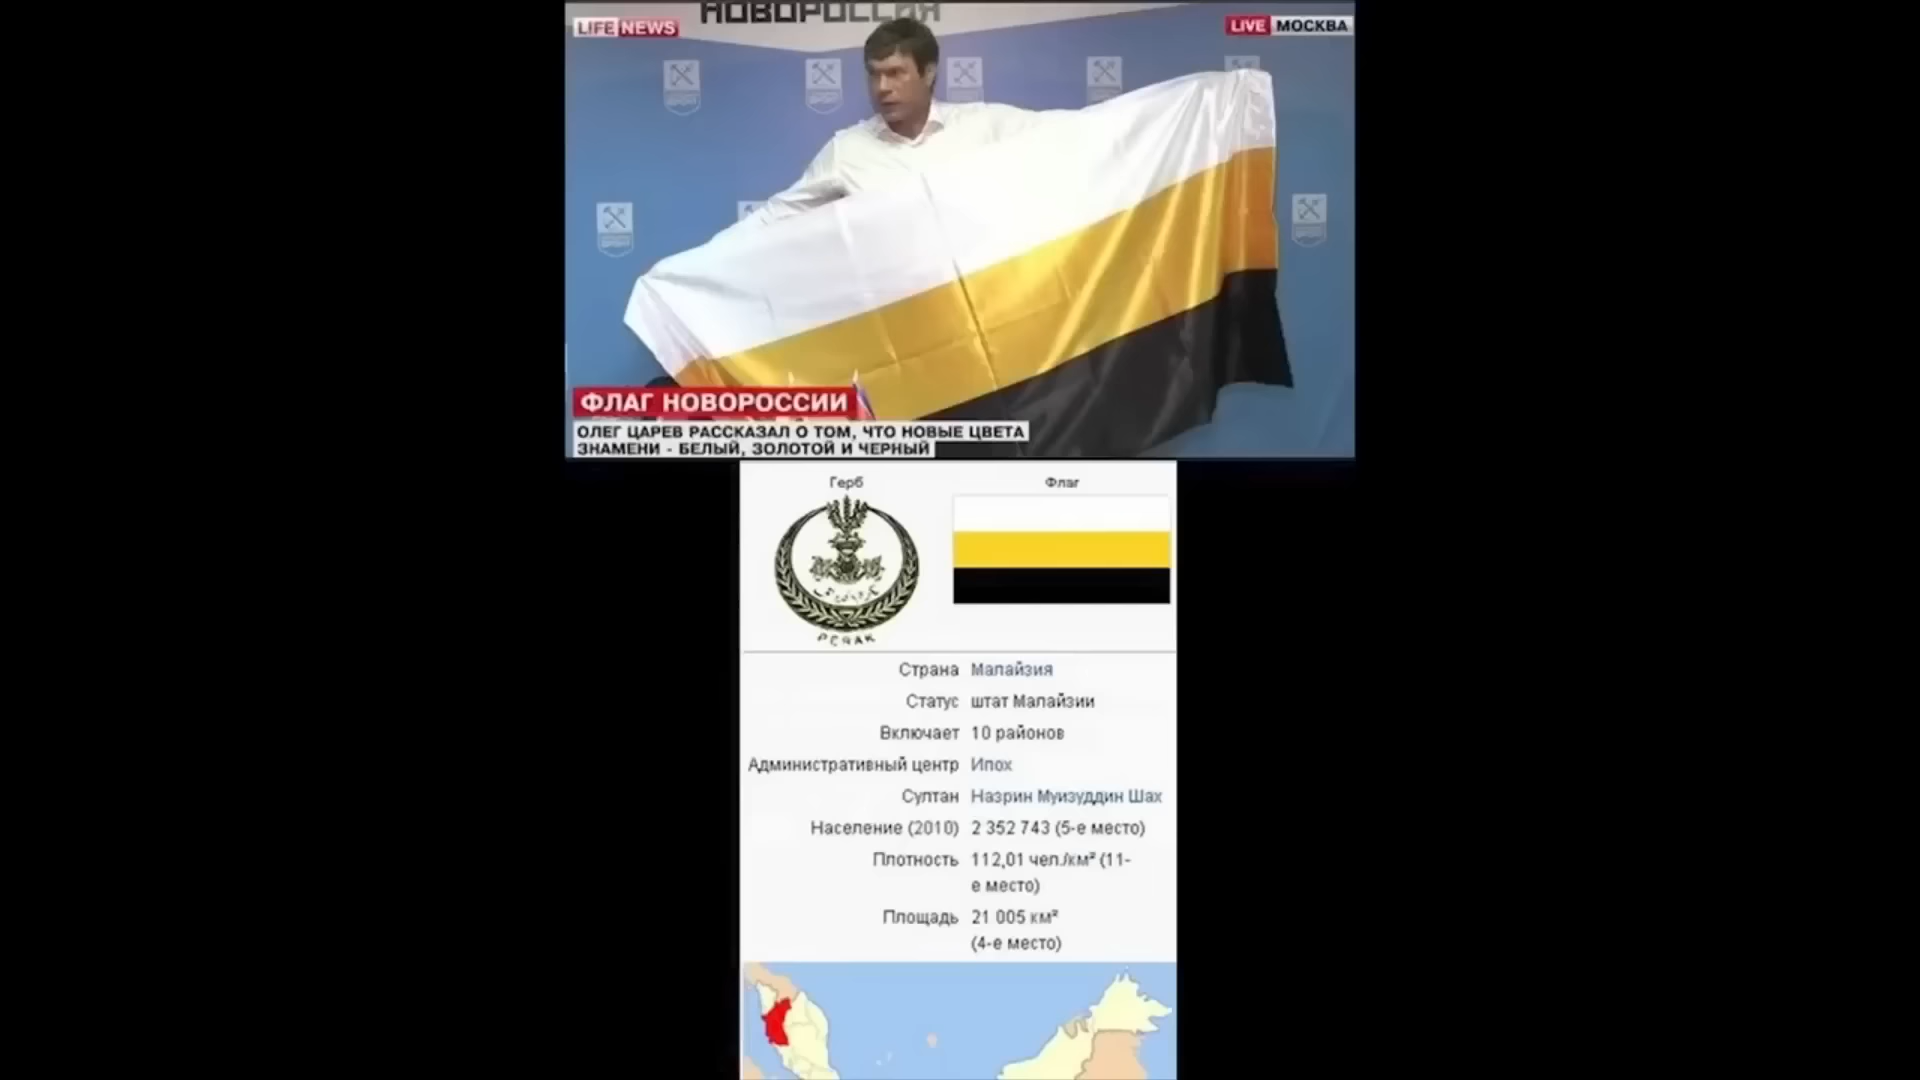 НОВОРОССИЯ
LIFE NEWS
LIVE МОСКВА
ФЛАГ НОВОРОССИИ
ОЛЕГ ЦАРЕВ РАССКАЗАЛ О ТОМ, ЧТО НОВЫЕ ЦВЕТА
ЗНАМЕНИ - БЕЛЫЙ, ЗОЛОТОЙ И ЧЕРНЫЙ
Герб Флаг
PERAK
Страна Малайзия
Статус штат Малайзии
Включает 10 районов
Административный центр Ипох
Султан Назрин Муизуддин Шах
Население (2010) 2 352 743 (5-е место)
Плотность 112,01 чел./км² (11-
е место)
Площадь 21 005 км²
(4-е место)